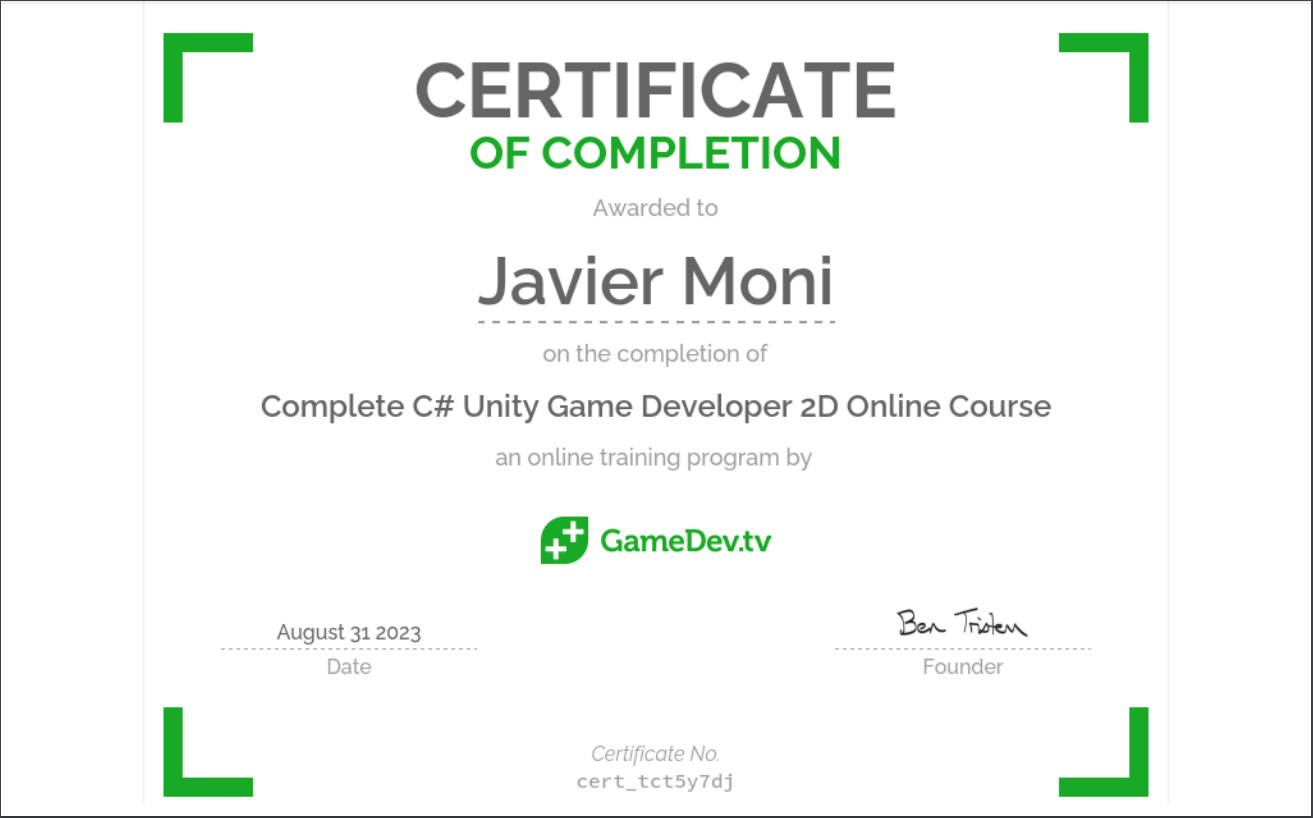 CERTIFICATE
OF COMPLETION
Awarded to
Javier Moni
on the completion of
Complete C# Unity Game Developer 2D Online Course
an online training program by
GameDev.tv
August 31 2023
Date
Ben Tristem
Founder
Certificate No.
cert_tct5y7dj